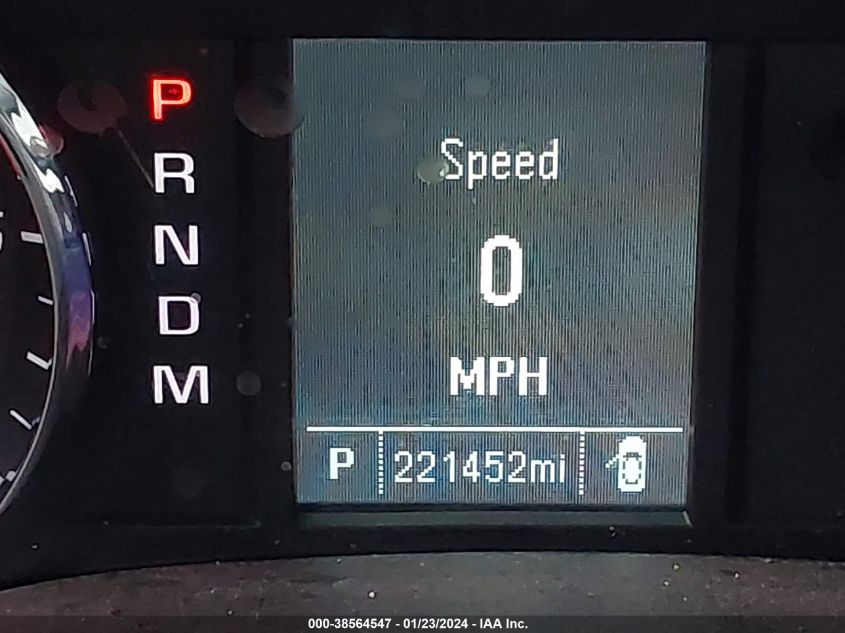 P
R
N
D
M
Speed
0
MPH
P 221452mi
000-38564547 - 01/23/2024 - IAA Inc.